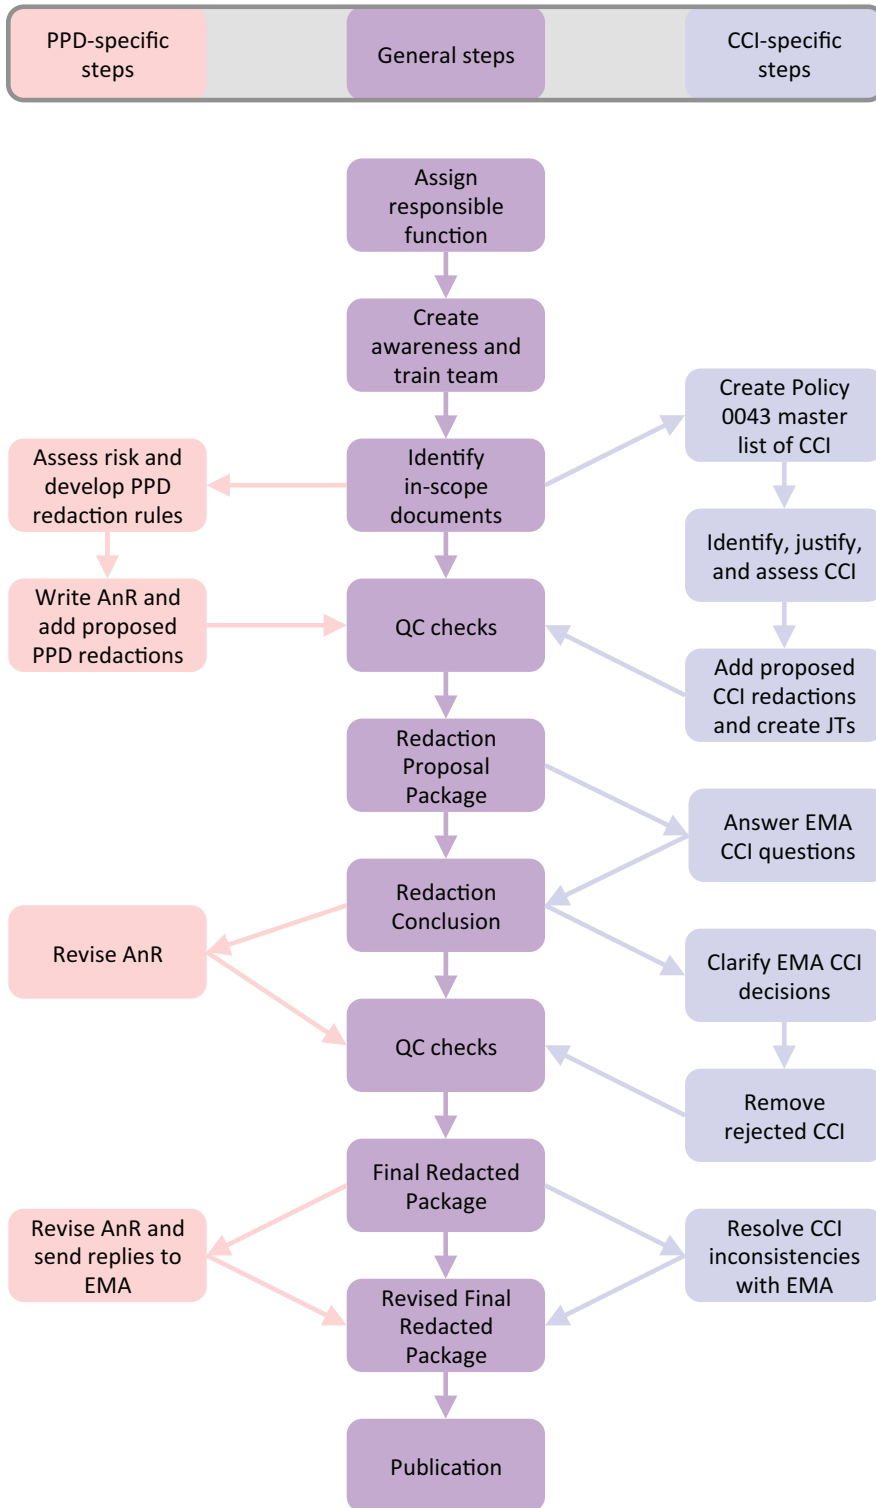 PPD-specific
steps
General steps
CCI-specific
steps
Assign
responsible
function
Create
awareness and
train team
Create Policy
0043 master
list of CCI
Assess risk and
develop PPD
redaction rules
Identify
in-scope
documents
Identify, justify,
and assess CCI
Write AnR and
add proposed
PPD redactions
QC checks
Add proposed
CCI redactions
and create JTs
Redaction
Proposal
Package
Answer EMA
CCI questions
Redaction
Conclusion
Revise AnR
Clarify EMA CCI
decisions
QC checks
Remove
rejected CCI
Final Redacted
Package
Revise AnR and
send replies to
EMA
Resolve CCI
inconsistencies
with EMA
Revised Final
Redacted
Package
Publication